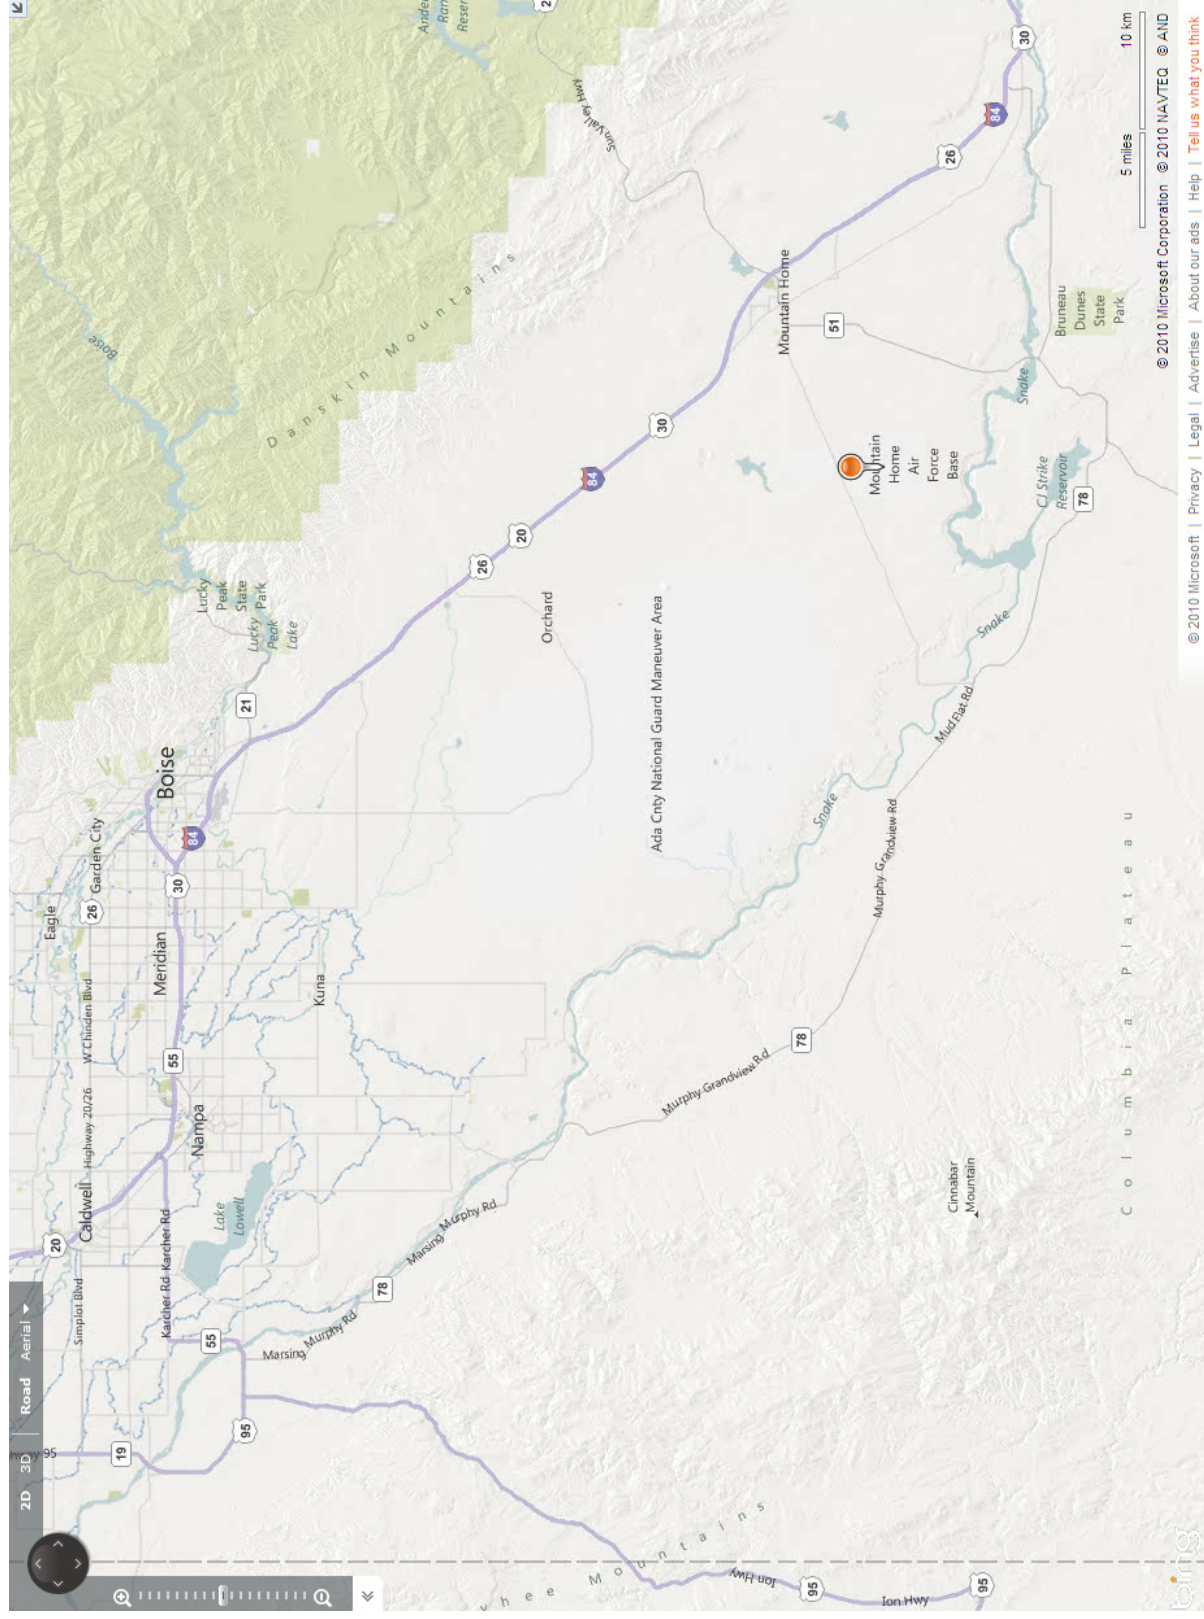 2D
3D
Road
Aerial
95
19
95
95
95
Ion Hwy
Ion Hwy
Mountains
bing
20
Simplot Blvd
Caldwell
Highway 20/26
W Chinden Blvd
26
Eagle
Garden City
Karcher Rd
Karcher Rd
55
Lake
Lowell
Nampa
55
Meridian
30
84
Boise
Kuna
21
Lucky
Peak
State
Park
Lucky
Peak
Lake
Boise
Danskin Mountains
Marsing
Murphy Rd
78
Marsing
Murphy Rd
Murphy Grandview Rd
78
Murphy Grandview Rd
Mud Flat Rd
Snake
Snake
Snake
Cinnabar
Mountain
Columbia Plateau
Orchard
Ada Cnty National Guard Maneuver Area
26
20
84
30
Mountain
Home
Air
Force
Base
Mountain Home
51
CJ Strike
Reservoir
78
Bruneau
Dunes
State
Park
Sun Valley Hwy
26
84
30
5 miles
10 km
© 2010 Microsoft Corporation © 2010 NAVTEQ © AND
© 2010 Microsoft | Privacy | Legal | Advertise | About our ads | Help | Tell us what you think